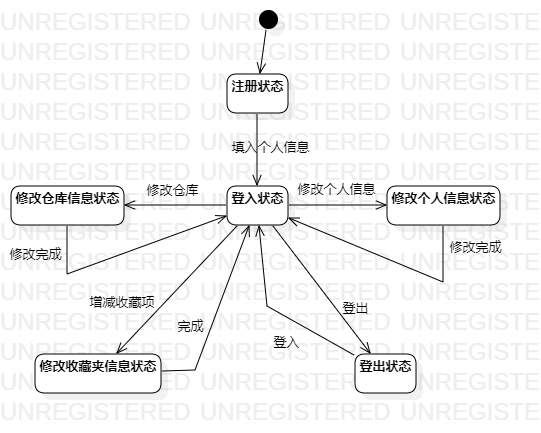 UNREGISTERED UNREGISTERED UNREGISTE
UNREGISTERED UNREGISTERED UNREGISTE
注册状态
填入个人信息
修改仓库信息状态
修改仓库
登入状态
修改个人信息
修改个人信息状态
修改完成
修改完成
增减收藏项
登出
完成
登入
修改收藏夹信息状态
登出状态